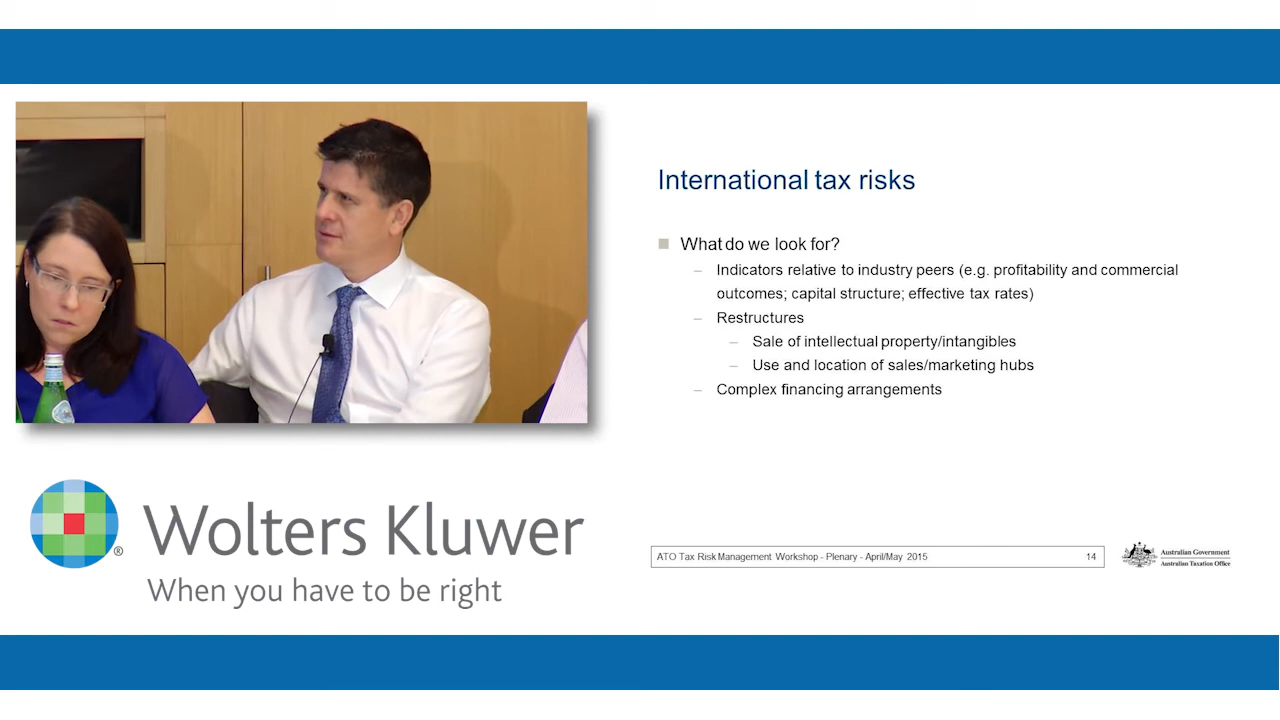 International tax risks
What do we look for?
– Indicators relative to industry peers (e.g. profitability and commercial
outcomes; capital structure; effective tax rates)
– Restructures
– Sale of intellectual property/intangibles
– Use and location of sales/marketing hubs
– Complex financing arrangements
Wolters Kluwer
®
When you have to be right
ATO Tax Risk Management Workshop - Plenary - April/May 2015 14
Australian Government
Australian Taxation Office